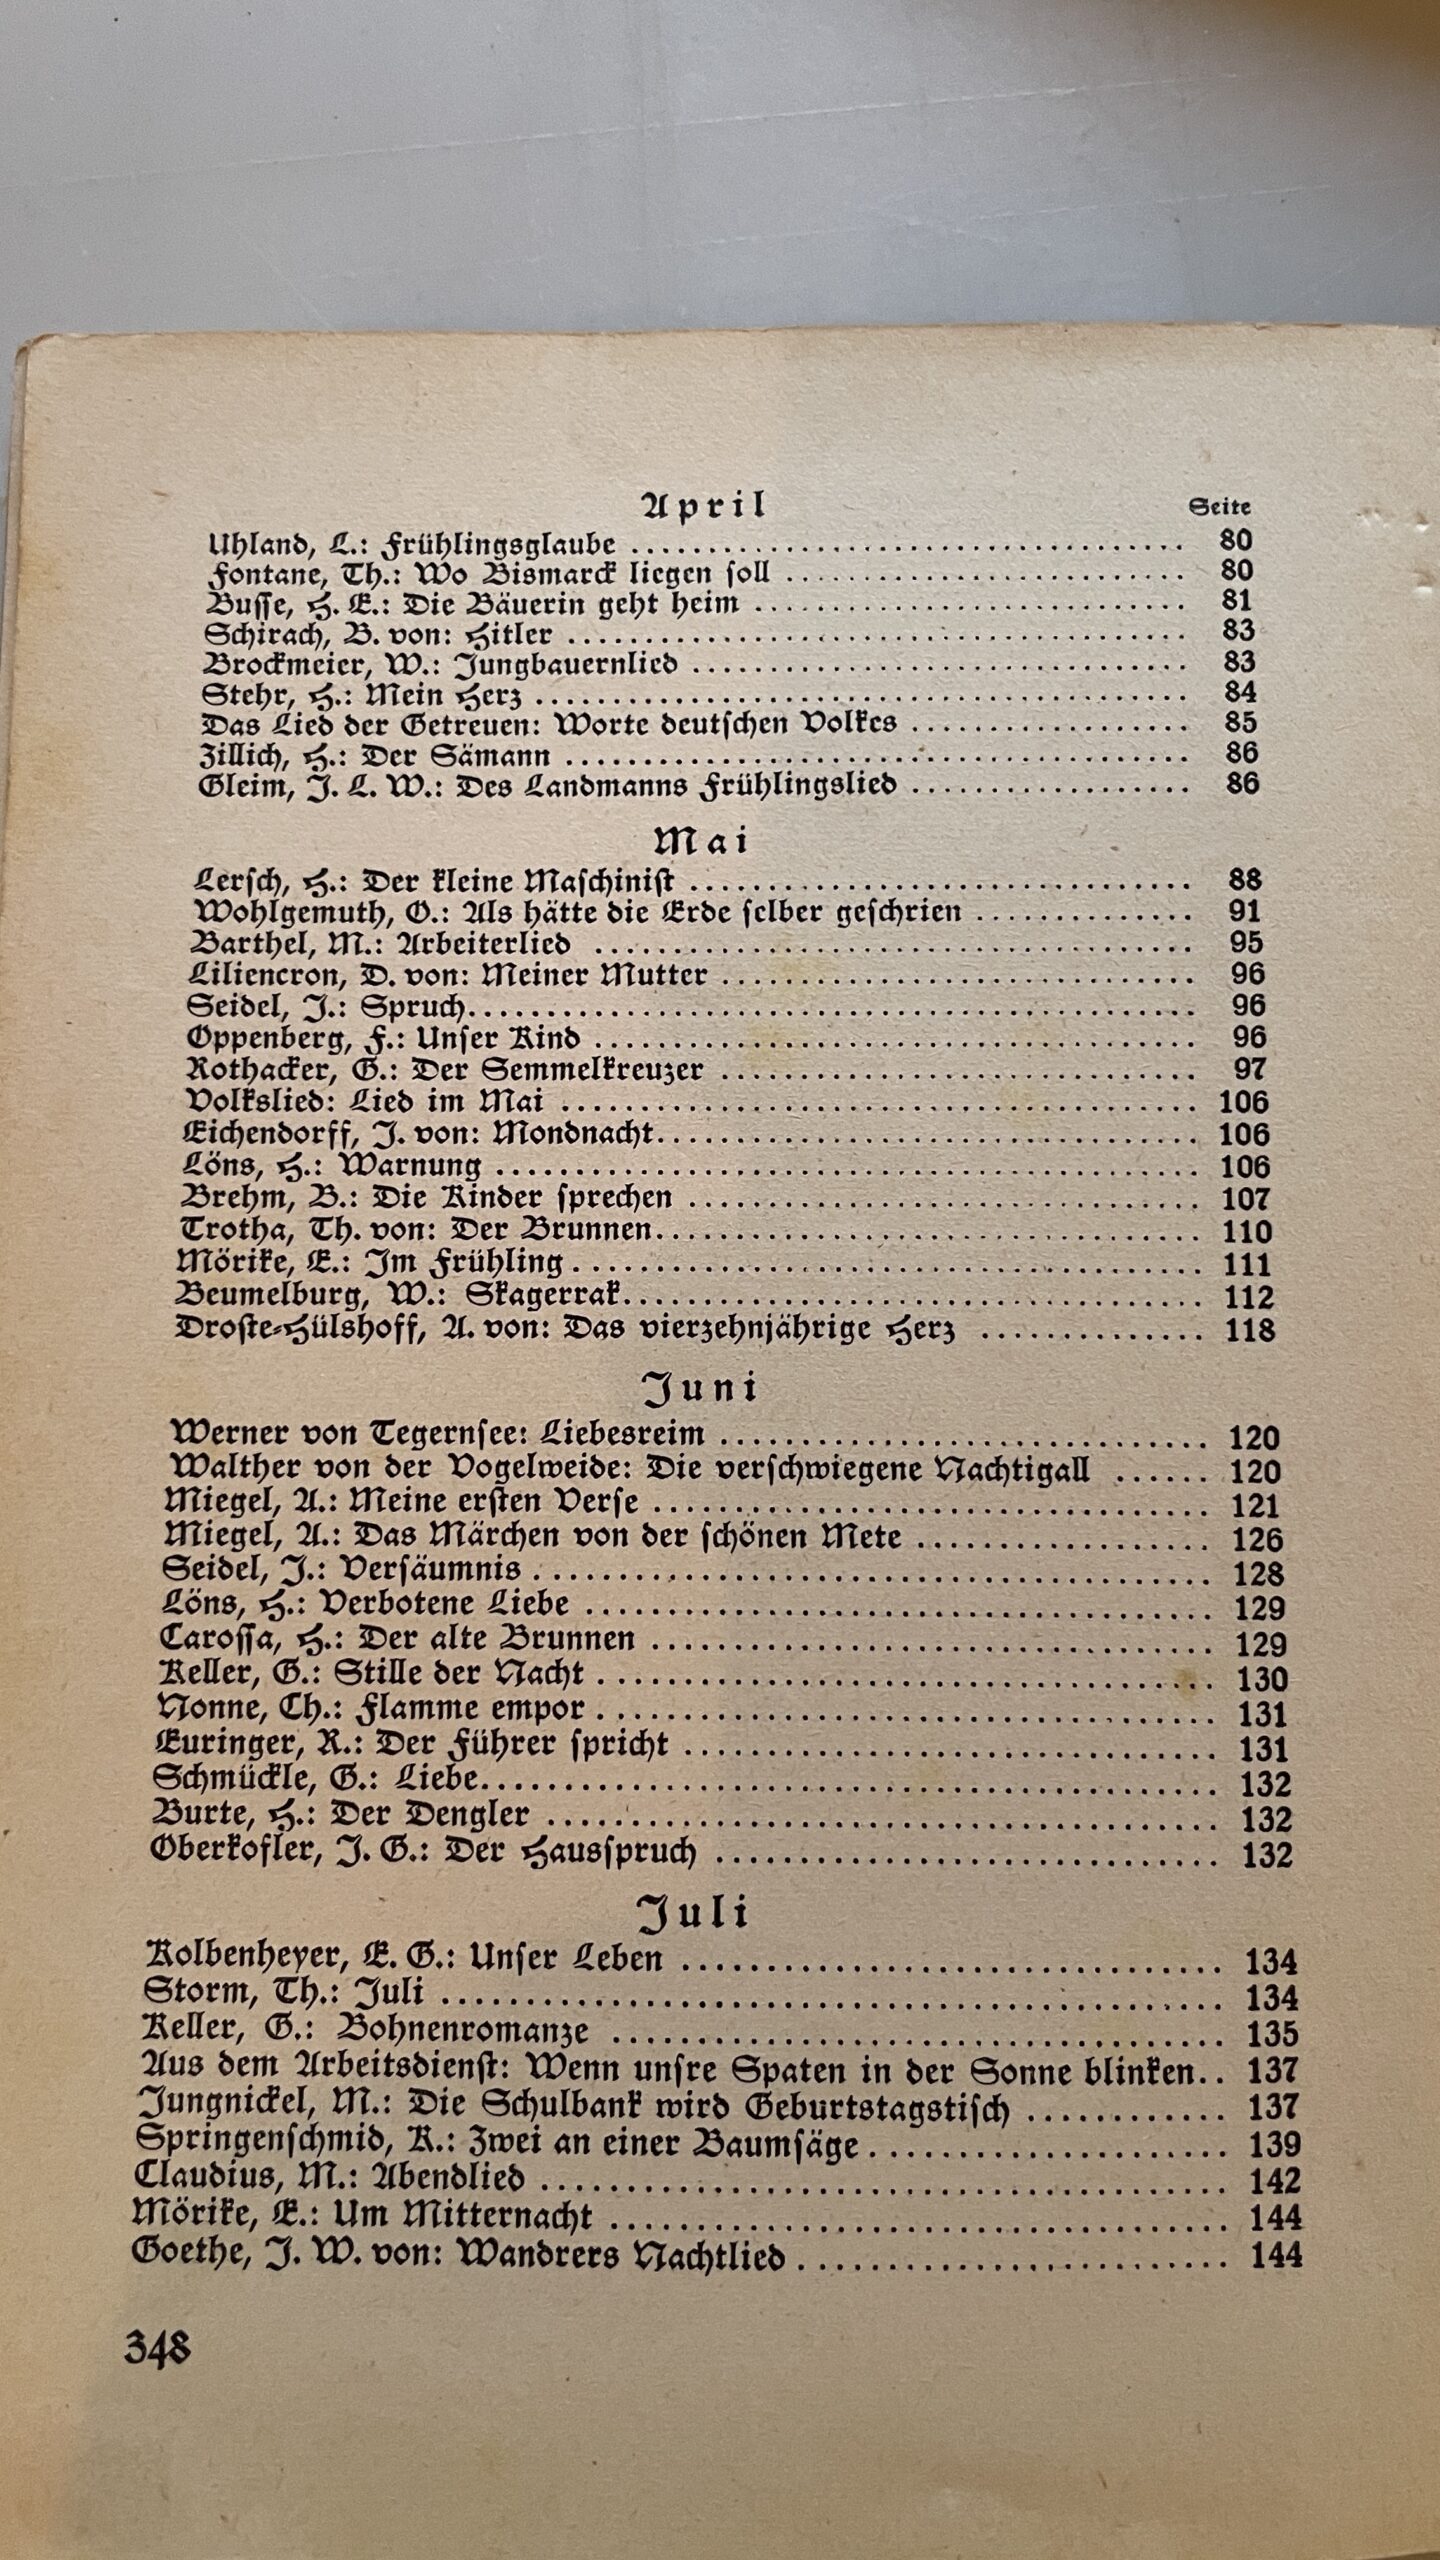 April
Seite
Uhland, L.: Frühlingsglaube ........................................ 80
Fontane, Th.: Wo Bismarck liegen soll ............................ 80
Busse, H. E.: Die Bäuerin geht heim .............................. 81
Schirach, B. von: Hitler ........................................ 83
Brockmeier, W.: Jungbauernlied .................................. 83
Stehr, H.: Mein Herz ............................................ 84
Das Lied der Getreuen: Worte deutschen Volkes .................. 85
Zillich, H.: Der Sämann ........................................ 86
Gleim, J. L. W.: Des Landmanns Frühlingslied ................... 86
Mai
Lersch, H.: Der kleine Maschinist .............................. 88
Wohlgemuth, O.: Als hätte die Erde selber geschrien ............ 91
Barthel, M.: Arbeiterlied ...................................... 95
Liliencron, D. von: Meiner Mutter .............................. 96
Seidel, J.: Spruch.............................................. 96
Oppenberg, F.: Unser Kind ...................................... 96
Rothacker, G.: Der Semmelkreuzer ............................... 97
Volkslied: Lied im Mai ......................................... 106
Eichendorff, J. von: Mondnacht.................................. 106
Löns, H.: Warnung .............................................. 106
Brehm, B.: Die Kinder sprechen ................................. 107
Trotha, Th. von: Der Brunnen.................................... 110
Mörike, E.: Im Frühling ........................................ 111
Beumelburg, W.: Skagerrak....................................... 112
Droste-Hülshoff, A. von: Das vierzehnjährige Herz .............. 118
Juni
Werner von Tegernsee: Liebesreim ............................... 120
Walther von der Vogelweide: Die verschwiegene Nachtigall ...... 120
Miegel, A.: Meine ersten Verse ................................. 121
Miegel, A.: Das Märchen von der schönen Mete ................... 126
Seidel, J.: Versäumnis ......................................... 128
Löns, H.: Verbotene Liebe ...................................... 129
Carossa, H.: Der alte Brunnen .................................. 129
Keller, G.: Stille der Nacht ................................... 130
Nonne, Ch.: Flamme empor ....................................... 131
Euringer, R.: Der Führer spricht ............................... 131
Schmückle, G.: Liebe............................................ 132
Burte, H.: Der Dengler ......................................... 132
Oberkofler, J. G.: Der Hausspruch .............................. 132
Juli
Kolbenheyer, E. G.: Unser Leben ................................ 134
Storm, Th.: Juli ............................................... 134
Keller, G.: Bohnenromanze ...................................... 135
Aus dem Arbeitsdienst: Wenn unsre Spaten in der Sonne blinken.. 137
Jungnickel, M.: Die Schulbank wird Geburtstagstisch ............ 137
Springenschmid, K.: Zwei an einer Baumsäge ..................... 139
Claudius, M.: Abendlied ........................................ 142
Mörike, E.: Um Mitternacht ..................................... 144
Goethe, J. W. von: Wandrers Nachtlied .......................... 144
348